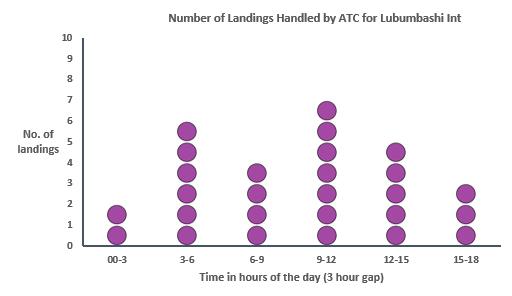 Number of Landings Handled by ATC for Lubumbashi Int
10
9
8
7
6
5
4
3
2
1
0
No. of
landings
00-3 3-6 6-9 9-12 12-15 15-18
Time in hours of the day (3 hour gap)